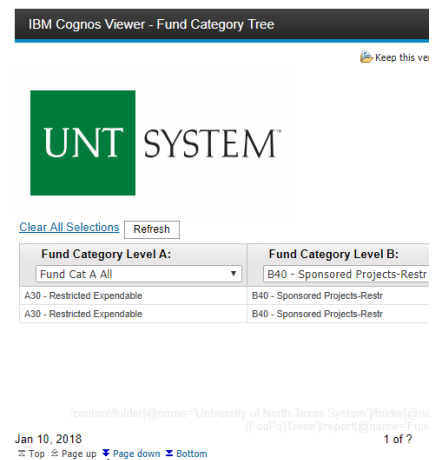 IBM Cognos Viewer - Fund Category Tree
Keep this ver
UNT SYSTEM™
Clear All Selections Refresh
Fund Category Level A: Fund Category Level B:
Fund Cat A All B40 - Sponsored Projects-Restr
A30 - Restricted Expendable B40 - Sponsored Projects-Restr
A30 - Restricted Expendable B40 - Sponsored Projects-Restr
/content/folder[@name='University of North Texas System']/folder[@na
(FoaPs)Trees']/report[@name='Fun
Jan 10, 2018 1 of ?
Top Page up Page down Bottom